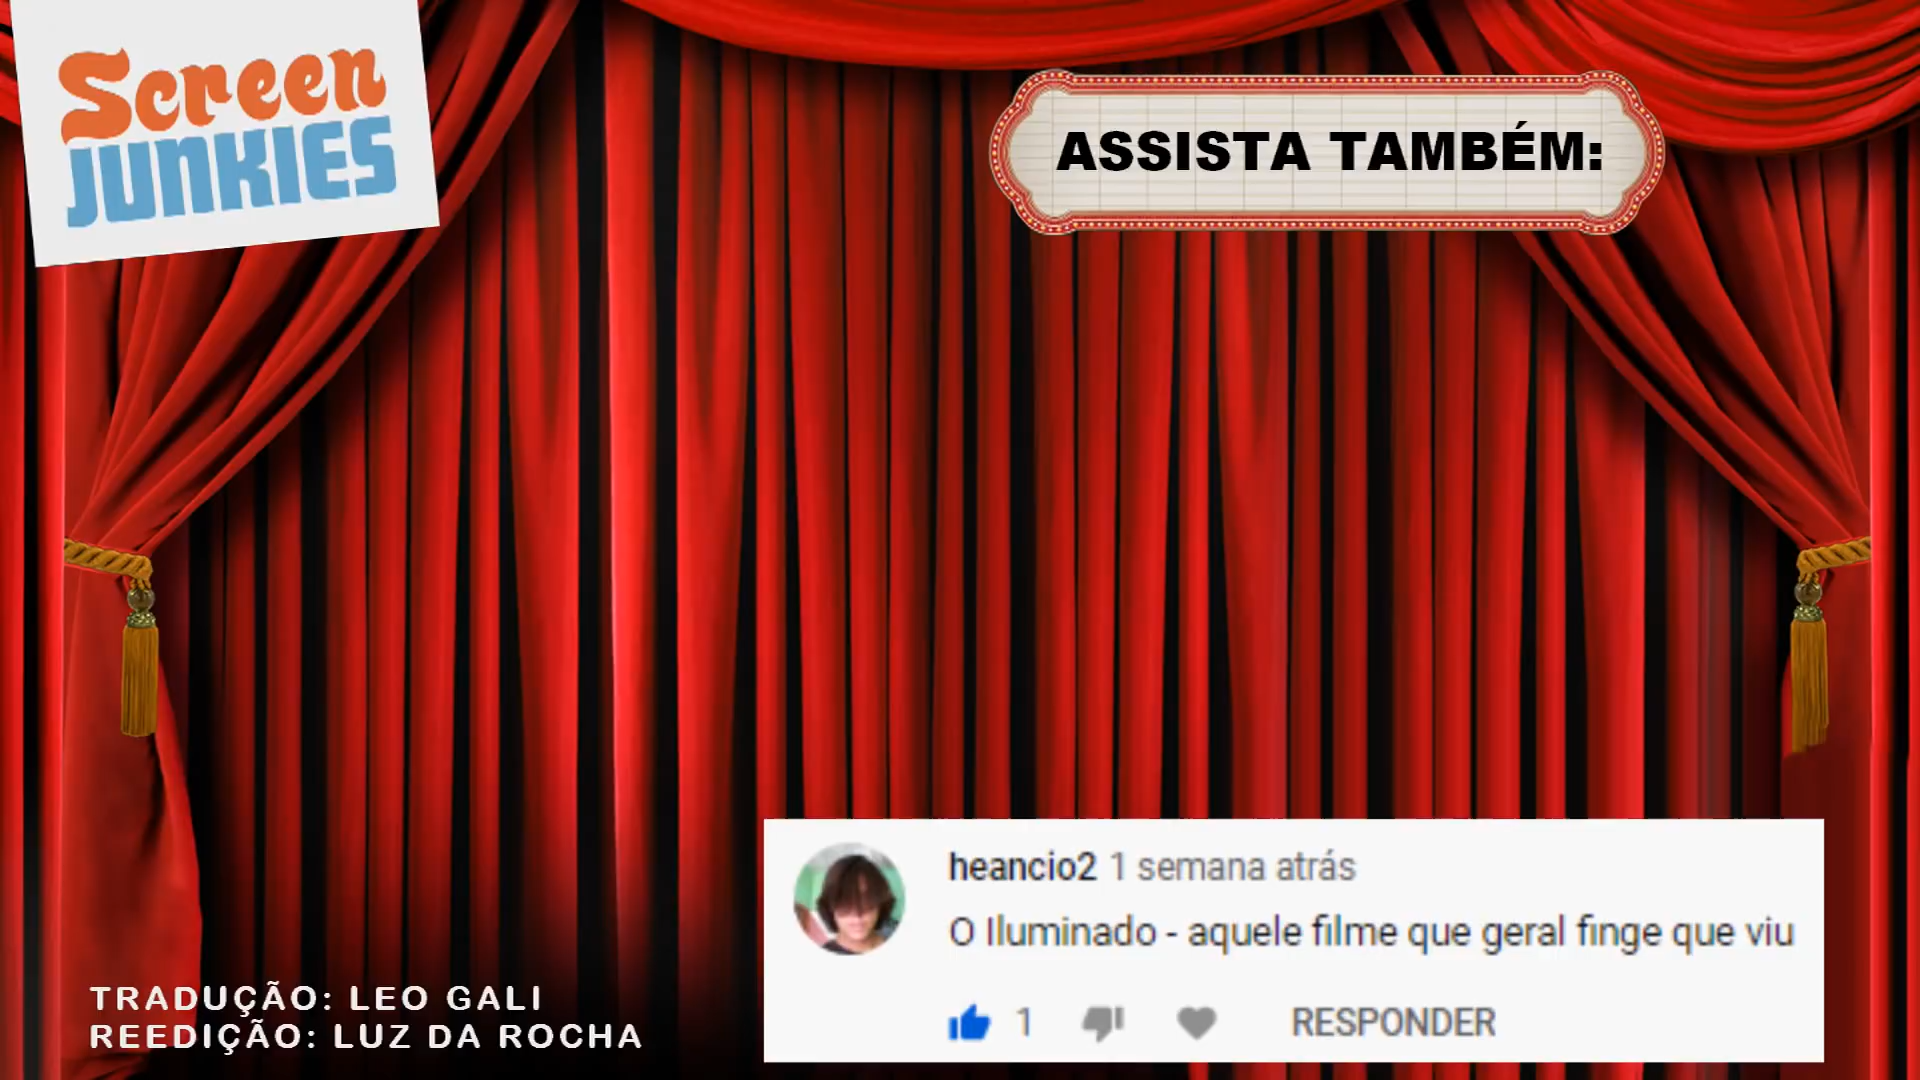 Screen
JUNKIES
ASSISTA TAMBÉM:
heancio2 1 semana atrás
O Iluminado - aquele filme que geral finge que viu
1 RESPONDER
TRADUÇÃO: LEO GALI
REEDIÇÃO: LUZ DA ROCHA